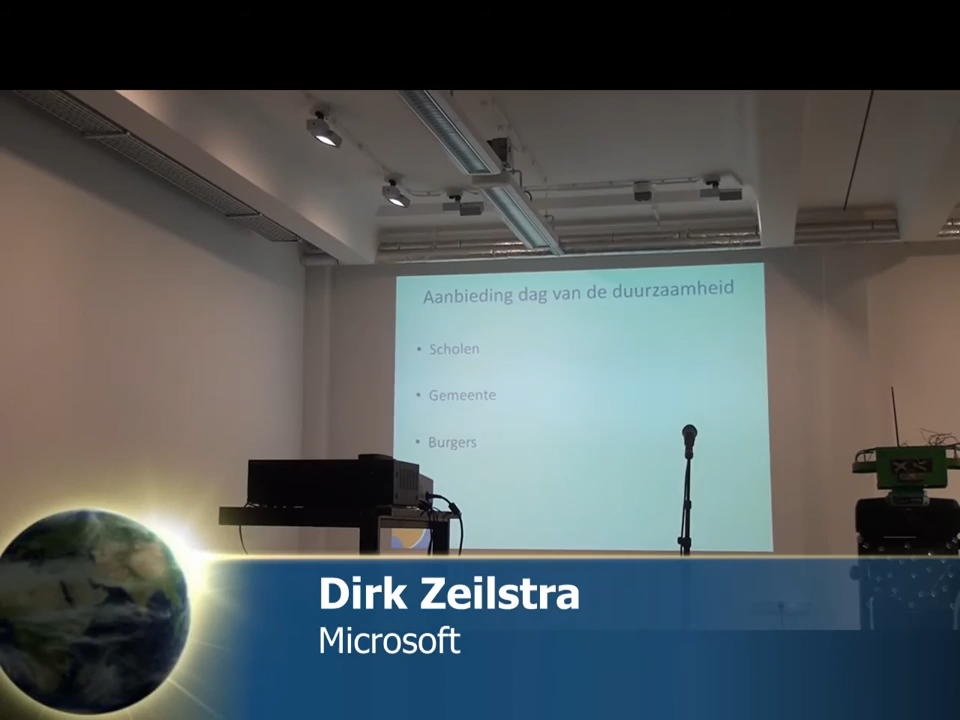 Aanbieding dag van de duurzaamheid
• Scholen
• Gemeente
• Burgers
Dirk Zeilstra
Microsoft